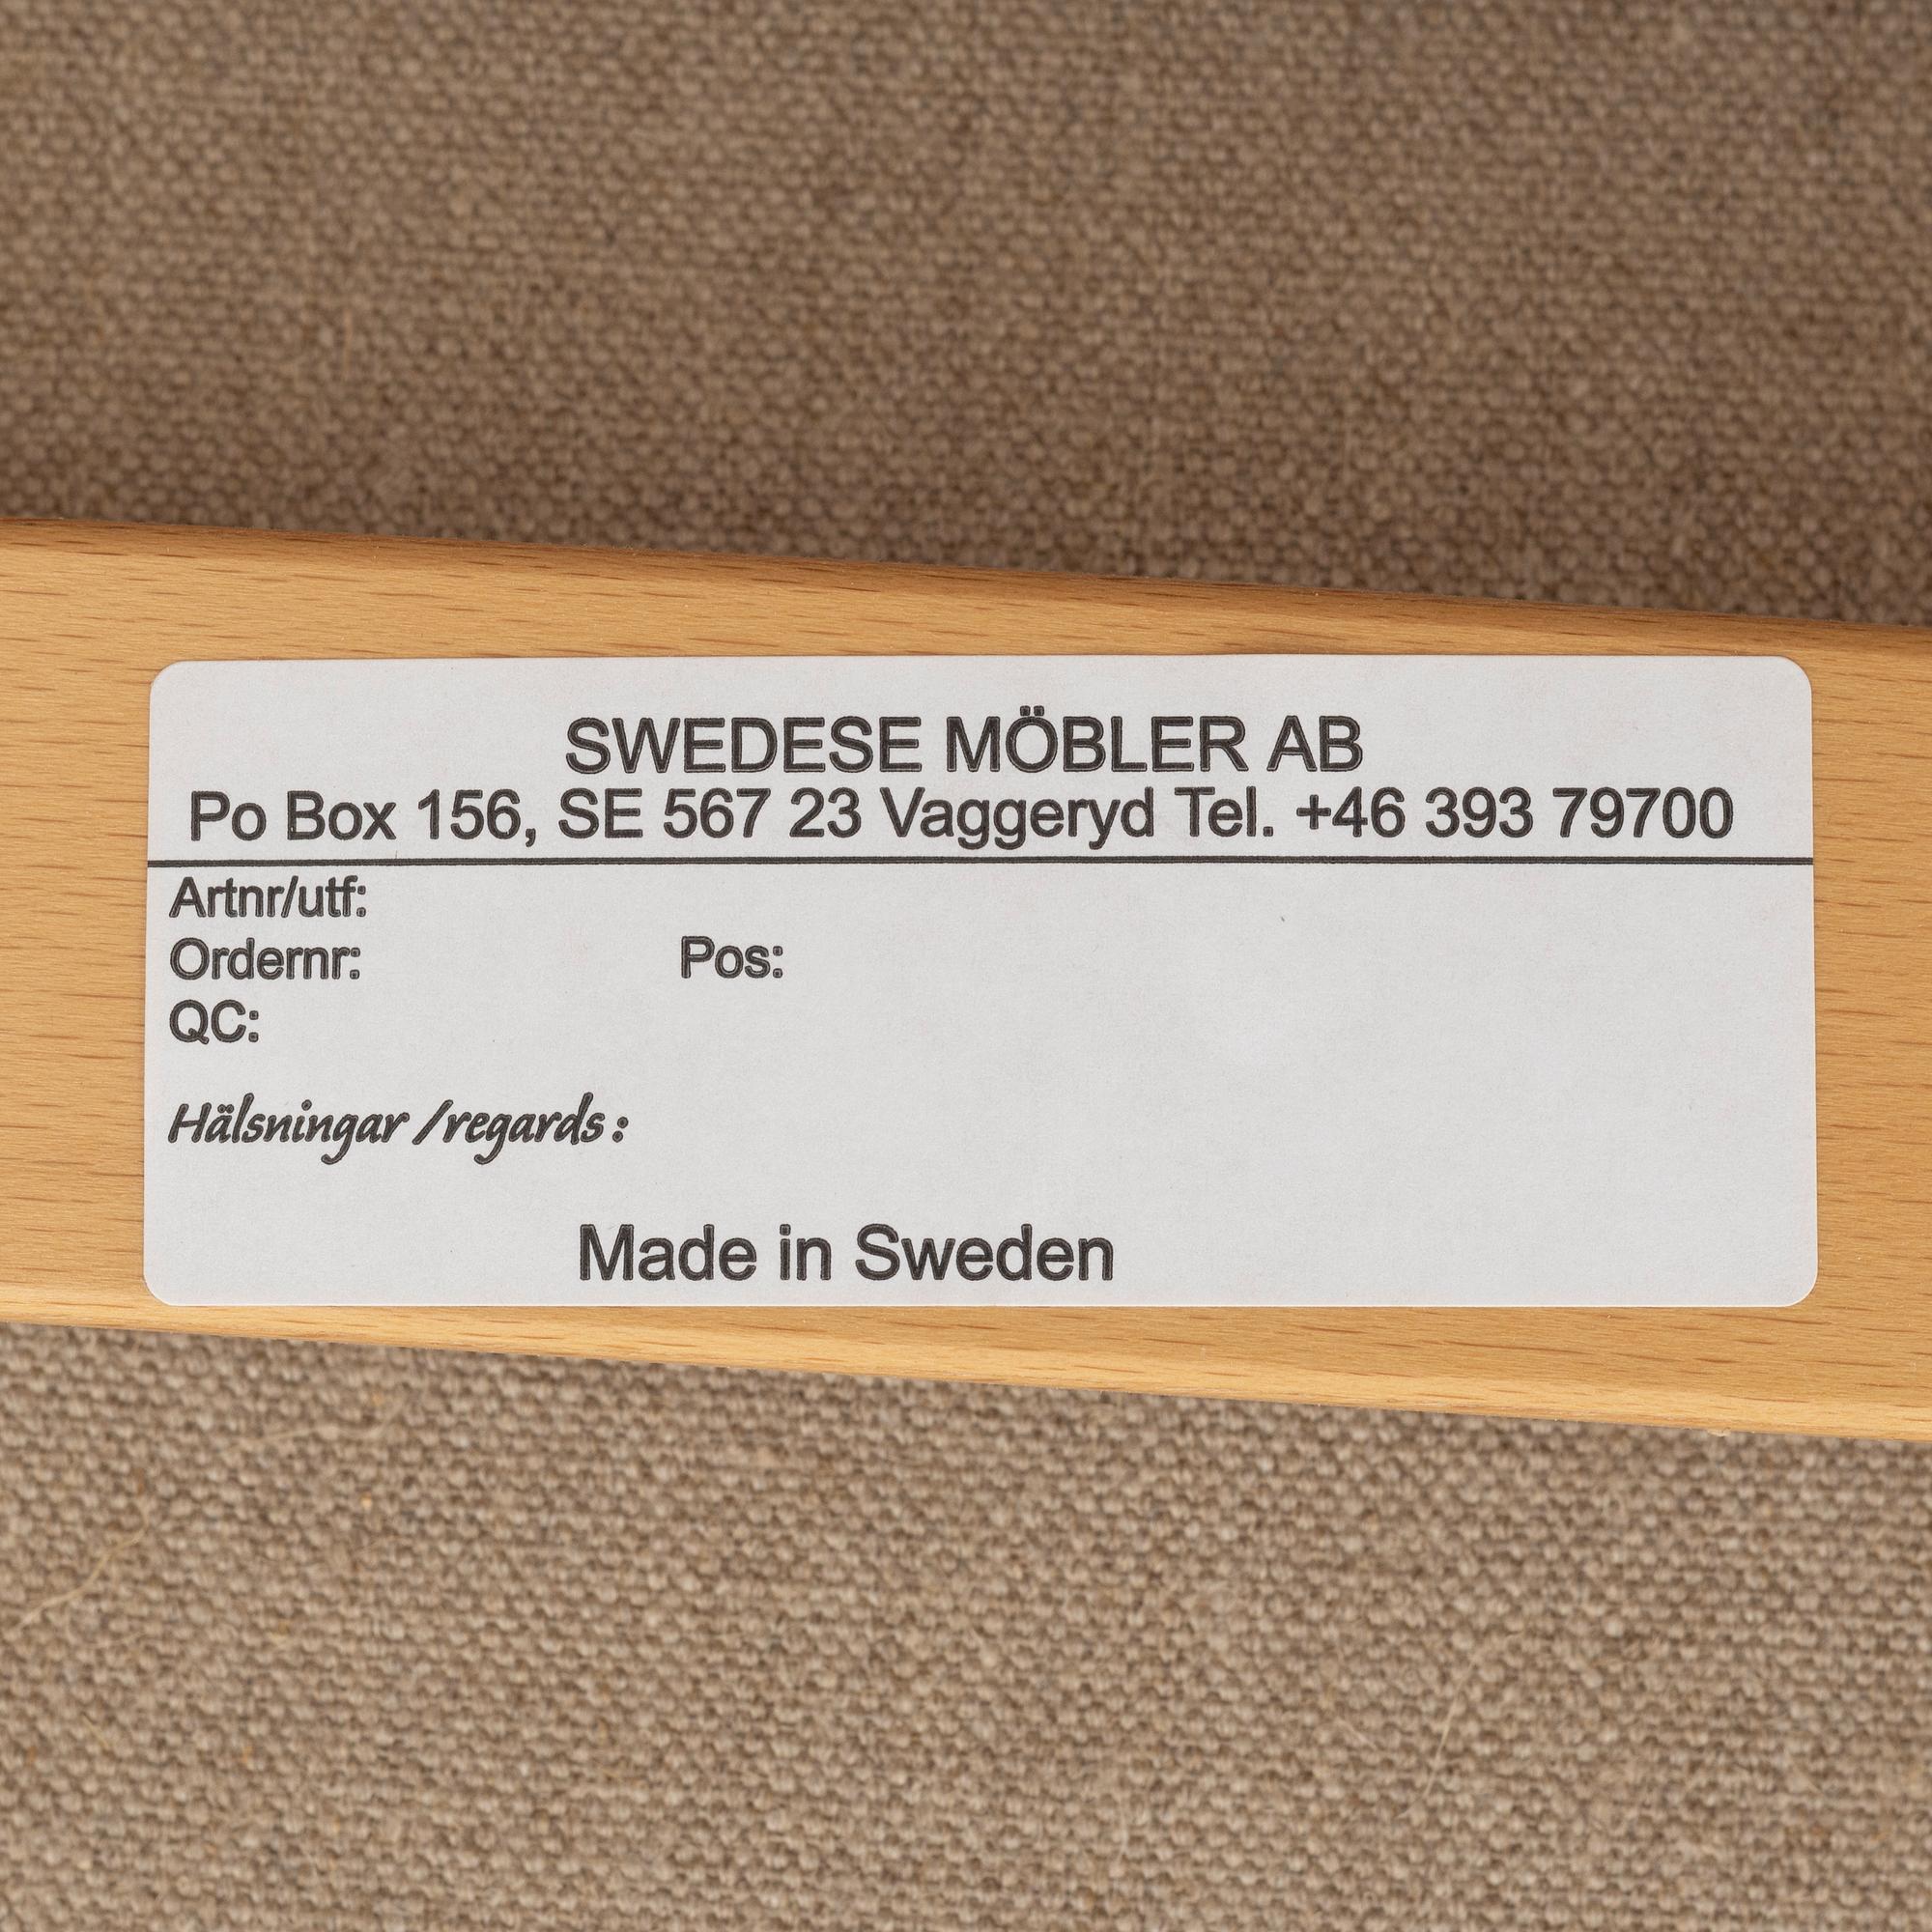 SWEDESE MÖBLER AB
Po Box 156, SE 567 23 Vaggeryd Tel. +46 393 79700
Artnr/utf:
Ordernr: Pos:
QC:
Hälsningar /regards:
Made in Sweden